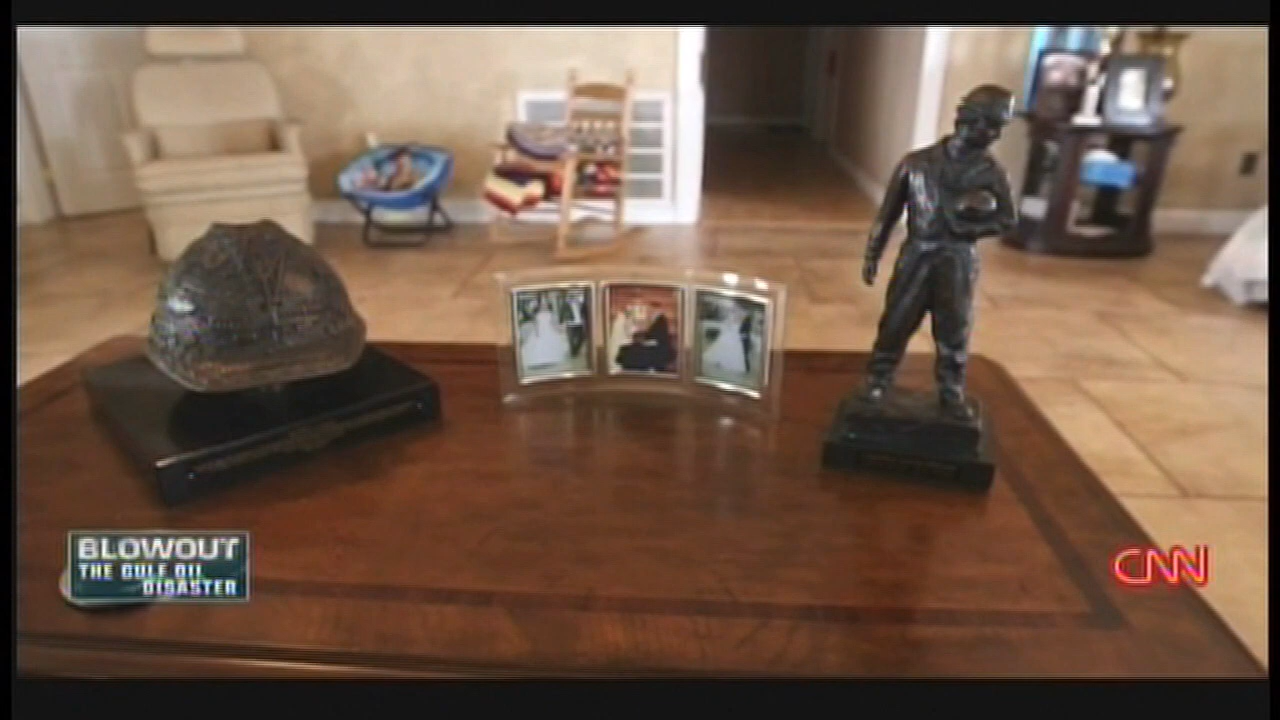 BLOWOUT
THE GULF OIL
DISASTER
CNN